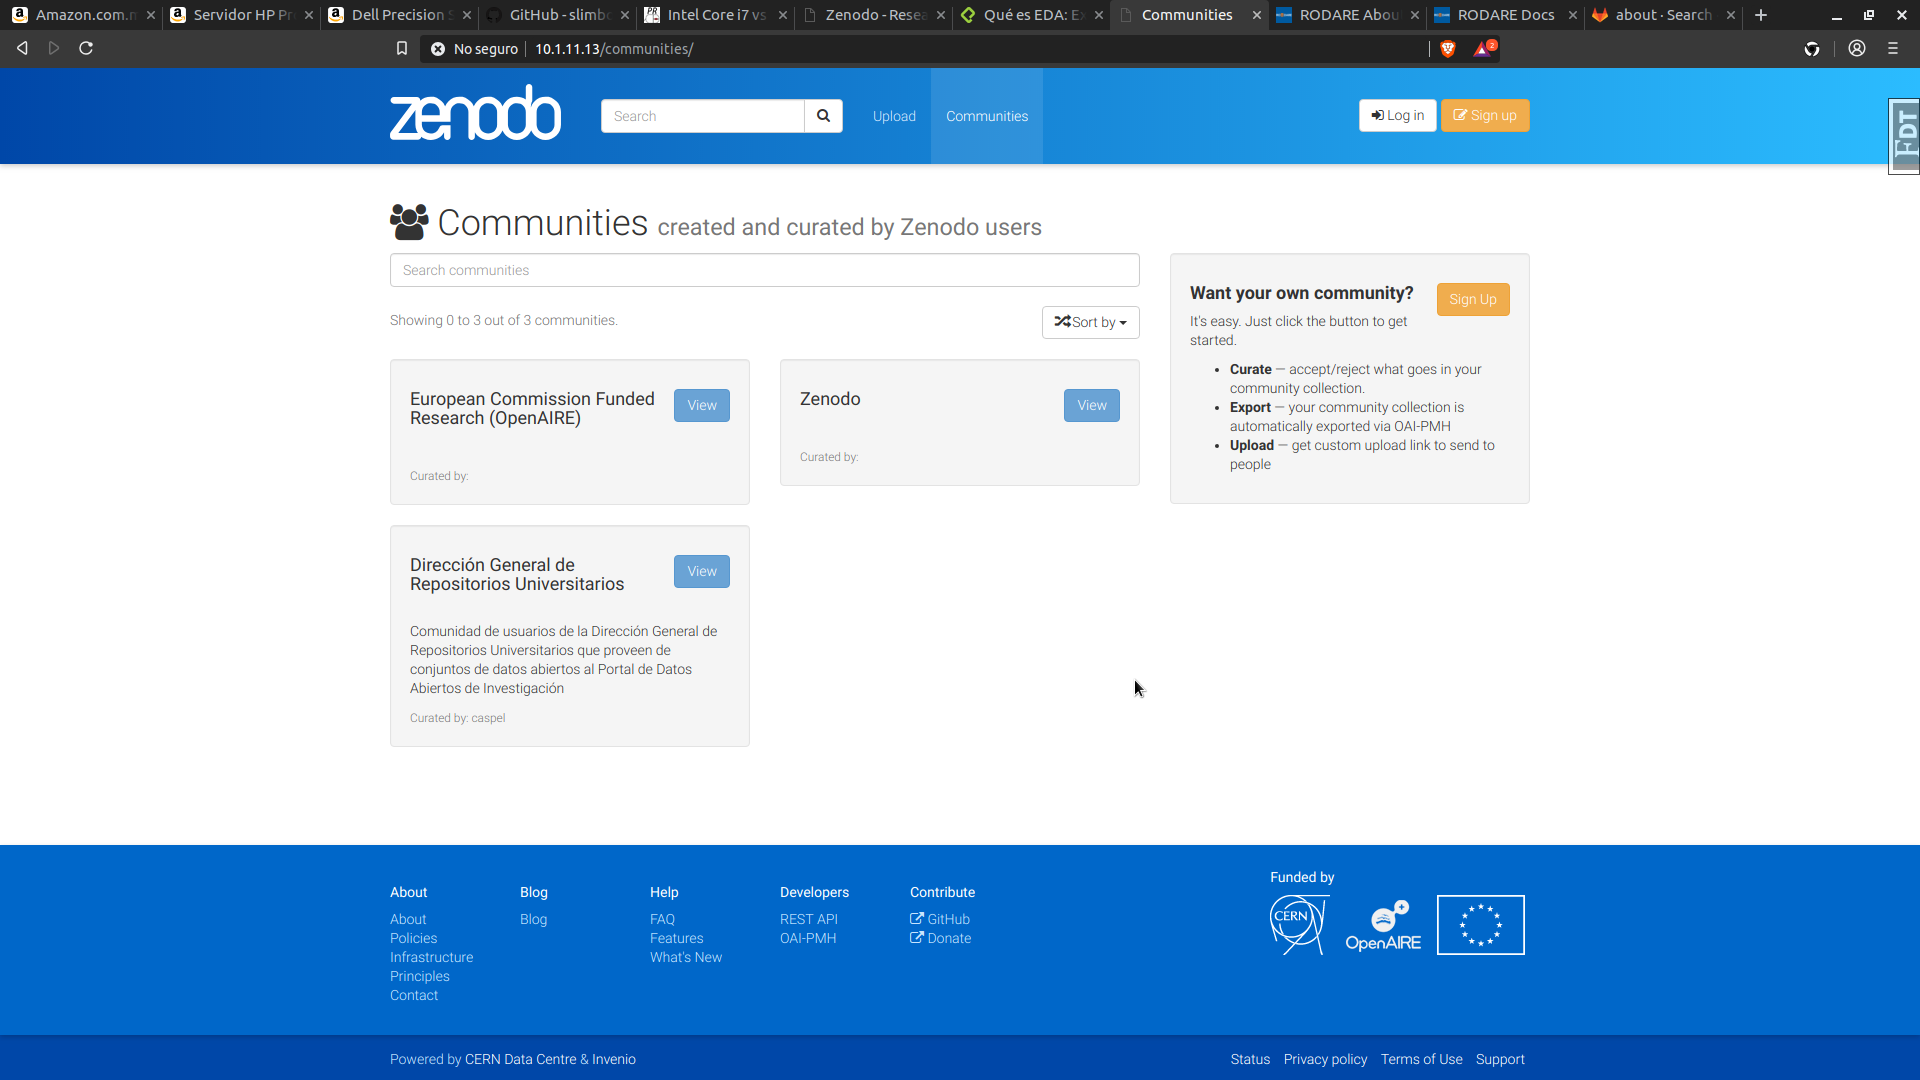 Amazon.com.m
Servidor HP Pr
Dell Precision S
GitHub - slimb
Intel Core i7 vs
Zenodo - Resea
Qué es EDA: E
Communities
RODARE Abou
RODARE Docs
about · Search
No seguro
10.1.11.13/communities/
2
zenodo
Search
Upload
Communities
Log in
Sign up
FDT
Communities created and curated by Zenodo users
Search communities
Showing 0 to 3 out of 3 communities.
Sort by
European Commission Funded
Research (OpenAIRE)
View
Curated by:
Zenodo
View
Curated by:
Dirección General de
Repositorios Universitarios
View
Comunidad de usuarios de la Dirección General de
Repositorios Universitarios que proveen de
conjuntos de datos abiertos al Portal de Datos
Abiertos de Investigación
Curated by: caspel
Want your own community?
Sign Up
It's easy. Just click the button to get
started.
• Curate — accept/reject what goes in your
community collection.
• Export — your community collection is
automatically exported via OAI-PMH
• Upload — get custom upload link to send to
people
About
About
Policies
Infrastructure
Principles
Contact
Blog
Blog
Help
FAQ
Features
What's New
Developers
REST API
OAI-PMH
Contribute
GitHub
Donate
Funded by
CERN
OpenAIRE
Powered by CERN Data Centre & Invenio
Status
Privacy policy
Terms of Use
Support